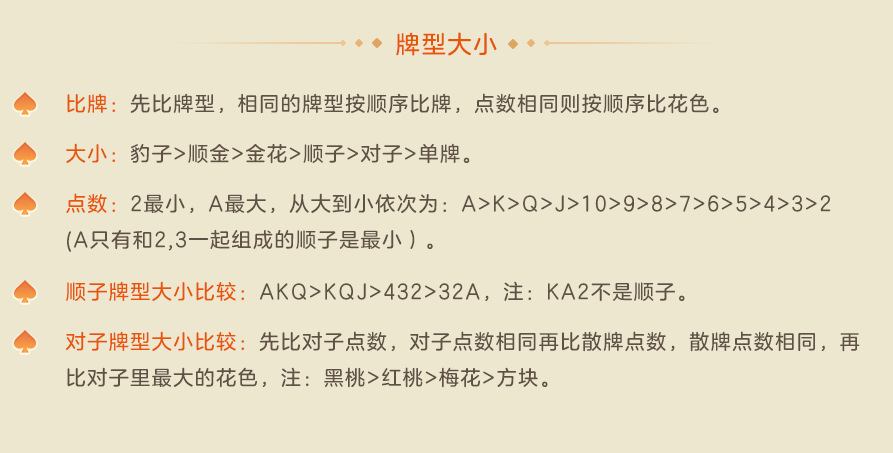 牌型大小
比牌：先比牌型，相同的牌型按顺序比牌，点数相同则按顺序比花色。
大小：豹子>顺金>金花>顺子>对子>单牌。
点数：2最小，A最大，从大到小依次为：A>K>Q>J>10>9>8>7>6>5>4>3>2
(A只有和2,3一起组成的顺子是最小）。
顺子牌型大小比较：AKQ>KQJ>432>32A，注：KA2不是顺子。
对子牌型大小比较：先比对子点数，对子点数相同再比散牌点数，散牌点数相同，再
比对子里最大的花色，注：黑桃>红桃>梅花>方块。